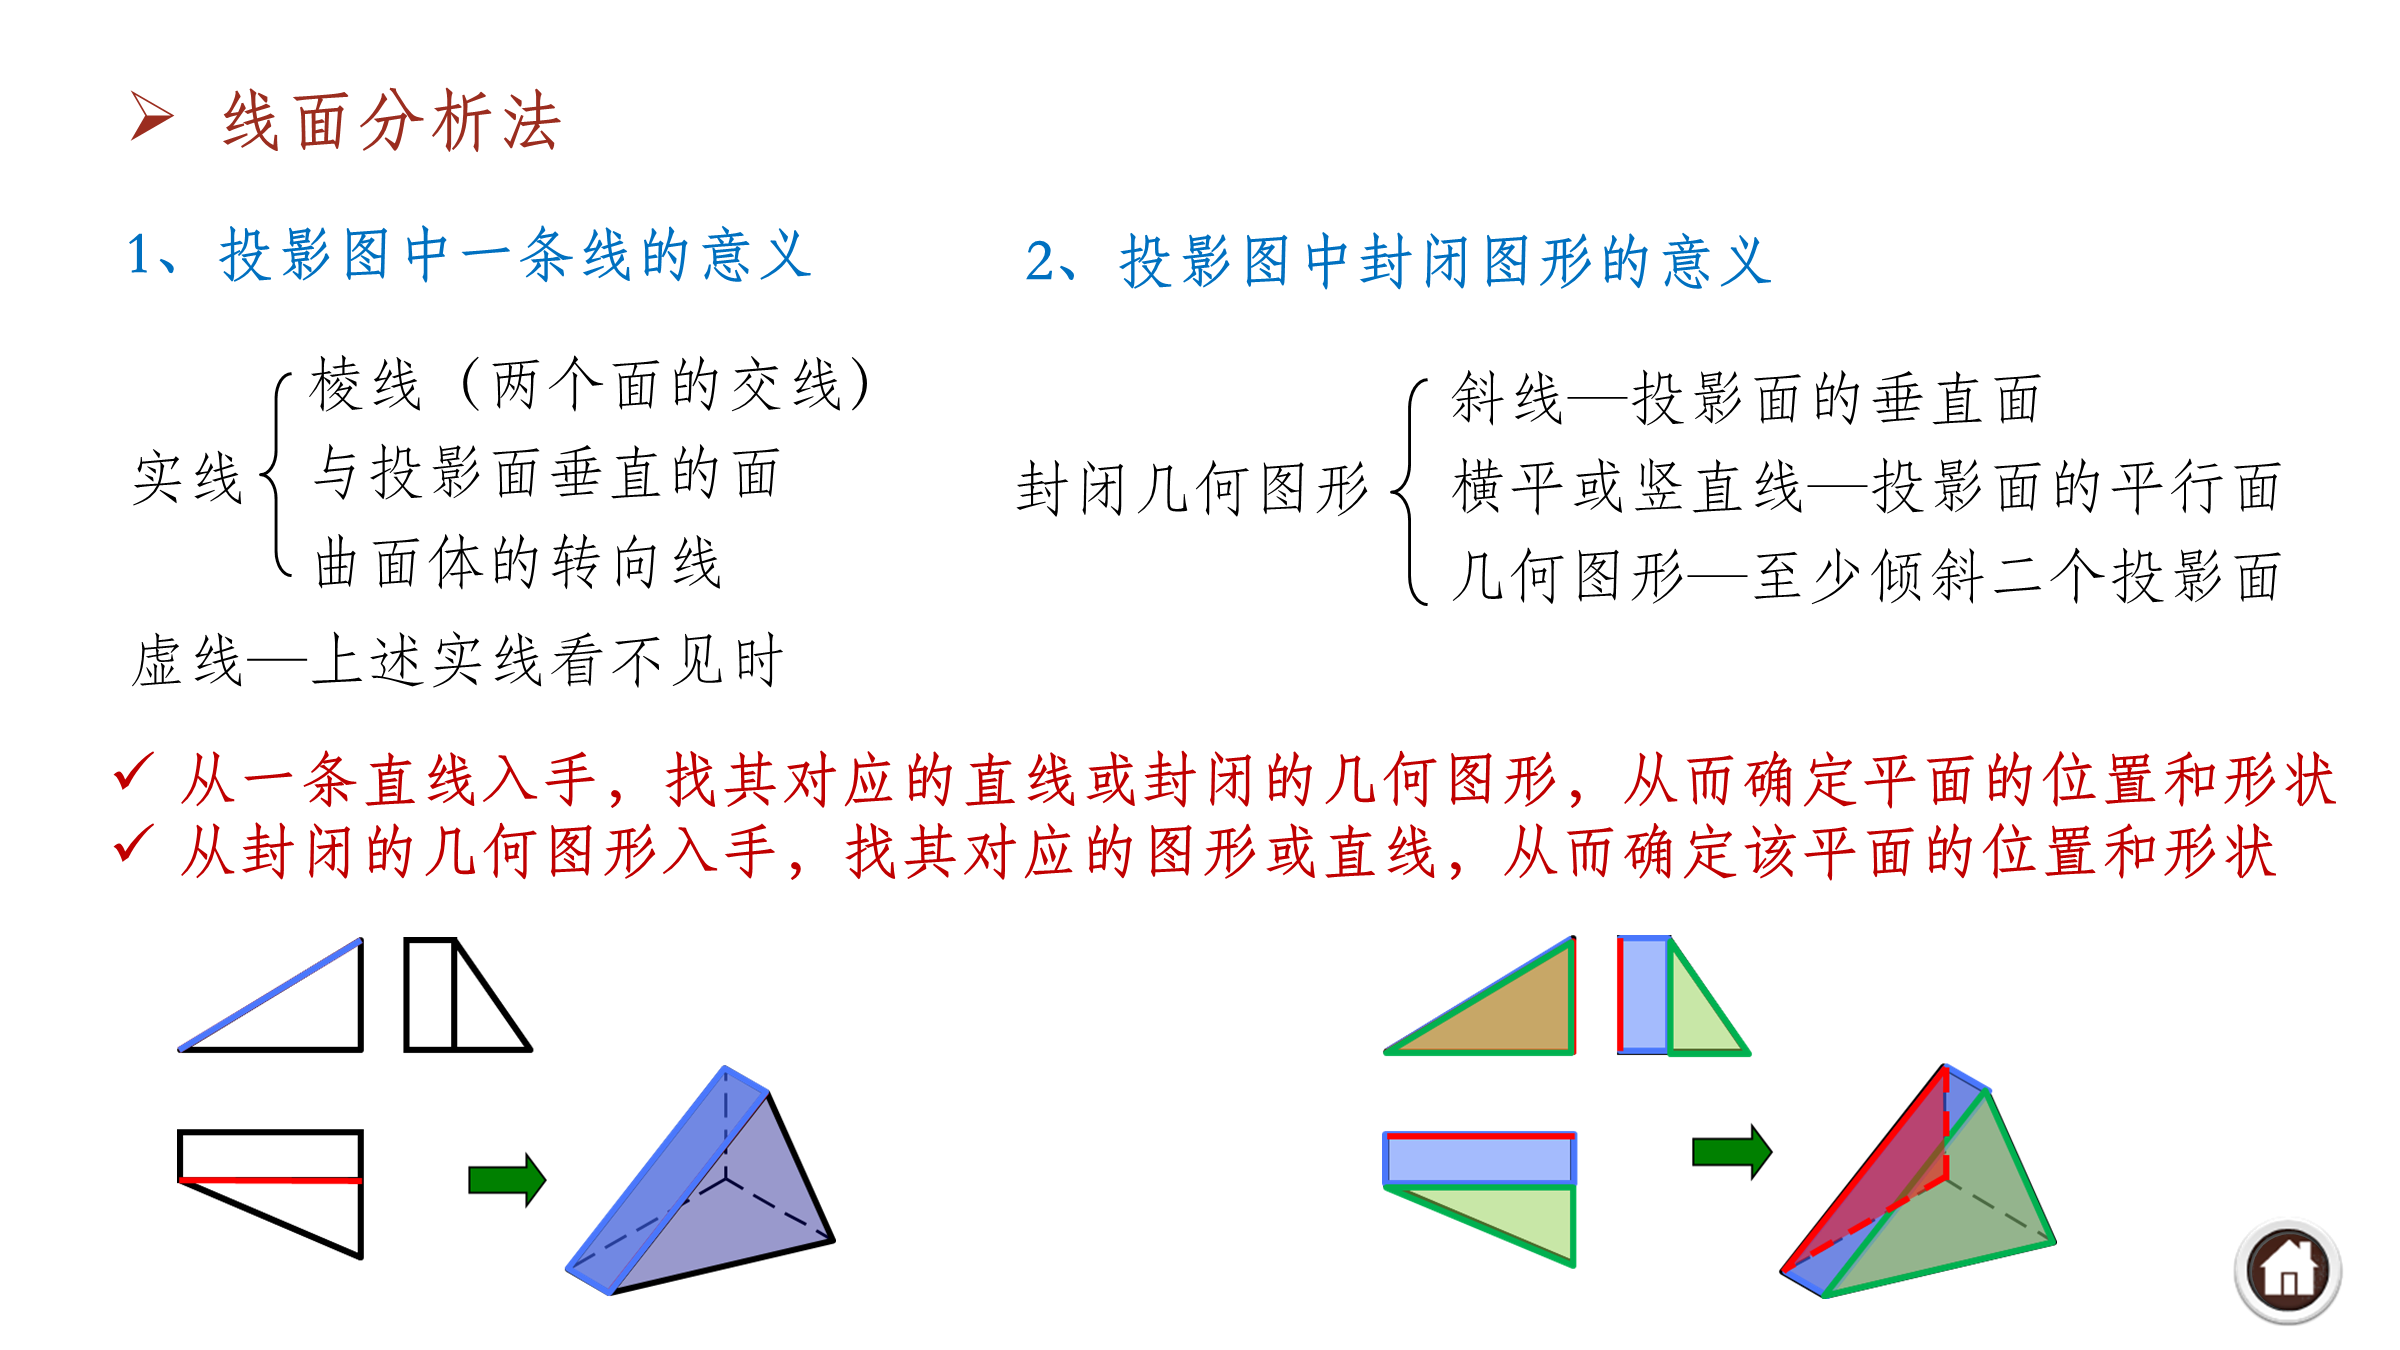 线面分析法
1、投影图中一条线的意义
实线
棱线（两个面的交线）
与投影面垂直的面
曲面体的转向线
虚线—上述实线看不见时
2、投影图中封闭图形的意义
封闭几何图形
斜线—投影面的垂直面
横平或竖直线—投影面的平行面
几何图形—至少倾斜二个投影面
从一条直线入手，找其对应的直线或封闭的几何图形，从而确定平面的位置和形状
从封闭的几何图形入手，找其对应的图形或直线，从而确定该平面的位置和形状